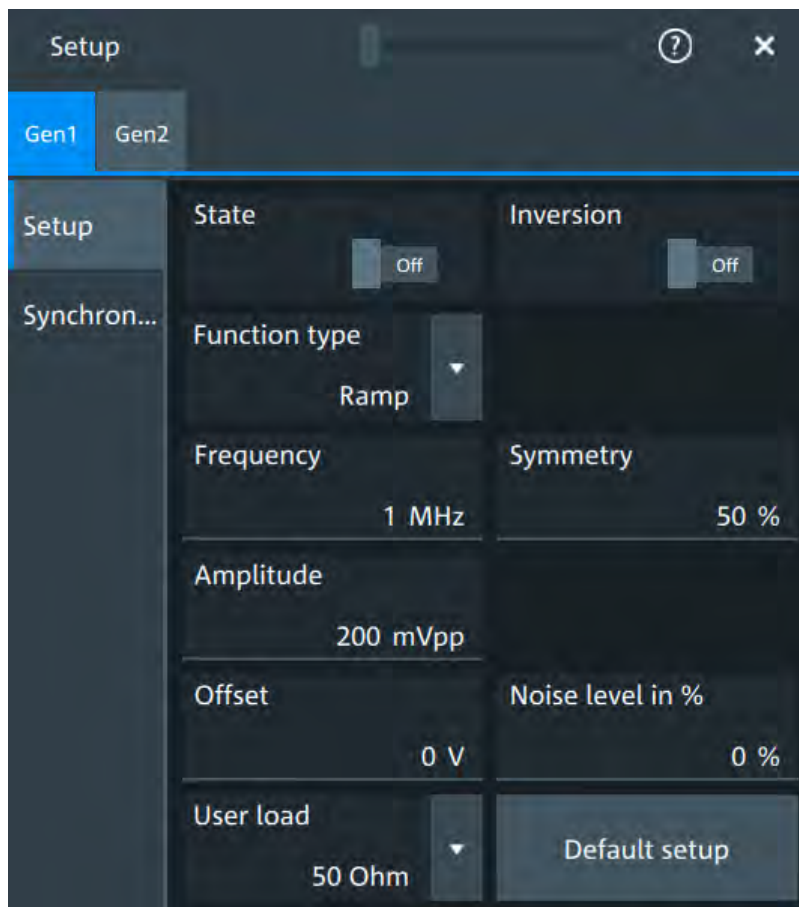 Setup
?
Gen1 Gen2
Setup
Synchron...
State
Off
Inversion
Off
Function type
Ramp
Frequency
1 MHz
Symmetry
50 %
Amplitude
200 mVpp
Offset
0 V
Noise level in %
0 %
User load
50 Ohm
Default setup